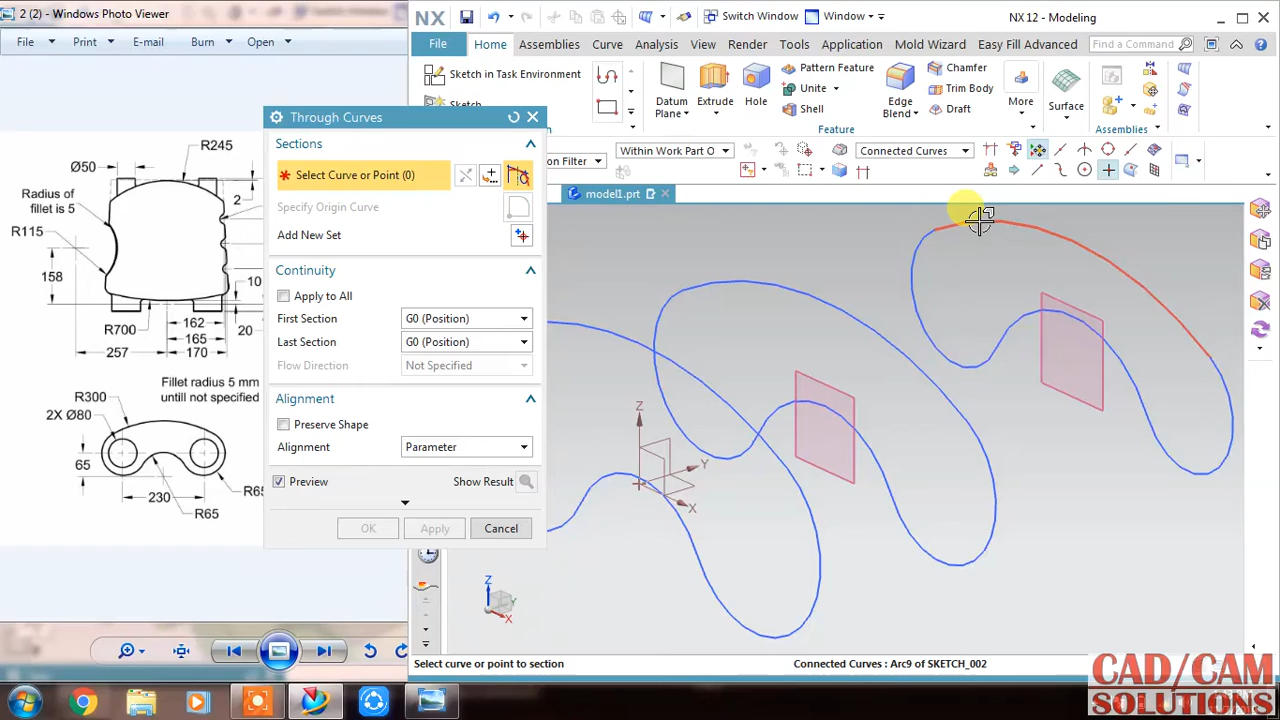 2 (2) - Windows Photo Viewer
File Print E-mail Burn Open
NX
Switch Window
Window
NX 12 - Modeling
File Home Assemblies Curve Analysis View Render Tools Application Mold Wizard Easy Fill Advanced Find a Command
Sketch in Task Environment
Datum Plane
Extrude
Hole
Pattern Feature
Unite
Shell
Edge Blend
Chamfer
Trim Body
Draft
More
Surface
Feature
Assemblies
Within Work Part O
Connected Curves
ion Filter
model1.prt
Through Curves
Sections
* Select Curve or Point (0)
Specify Origin Curve
Add New Set
Continuity
Apply to All
First Section G0 (Position)
Last Section G0 (Position)
Flow Direction Not Specified
Alignment
Preserve Shape
Alignment Parameter
Preview Show Result
OK Apply Cancel
R245
Ø50
Radius of
fillet is 5
2
R115
158
10
R700
162
165
20
257
170
Fillet radius 5 mm
untill not specified
R300
2X Ø80
65
230
R65
R65
Z
Y
X
Z
Y
X
Select curve or point to section
Connected Curves : Arc9 of SKETCH_002
CAD/CAM
SOLUTIONS